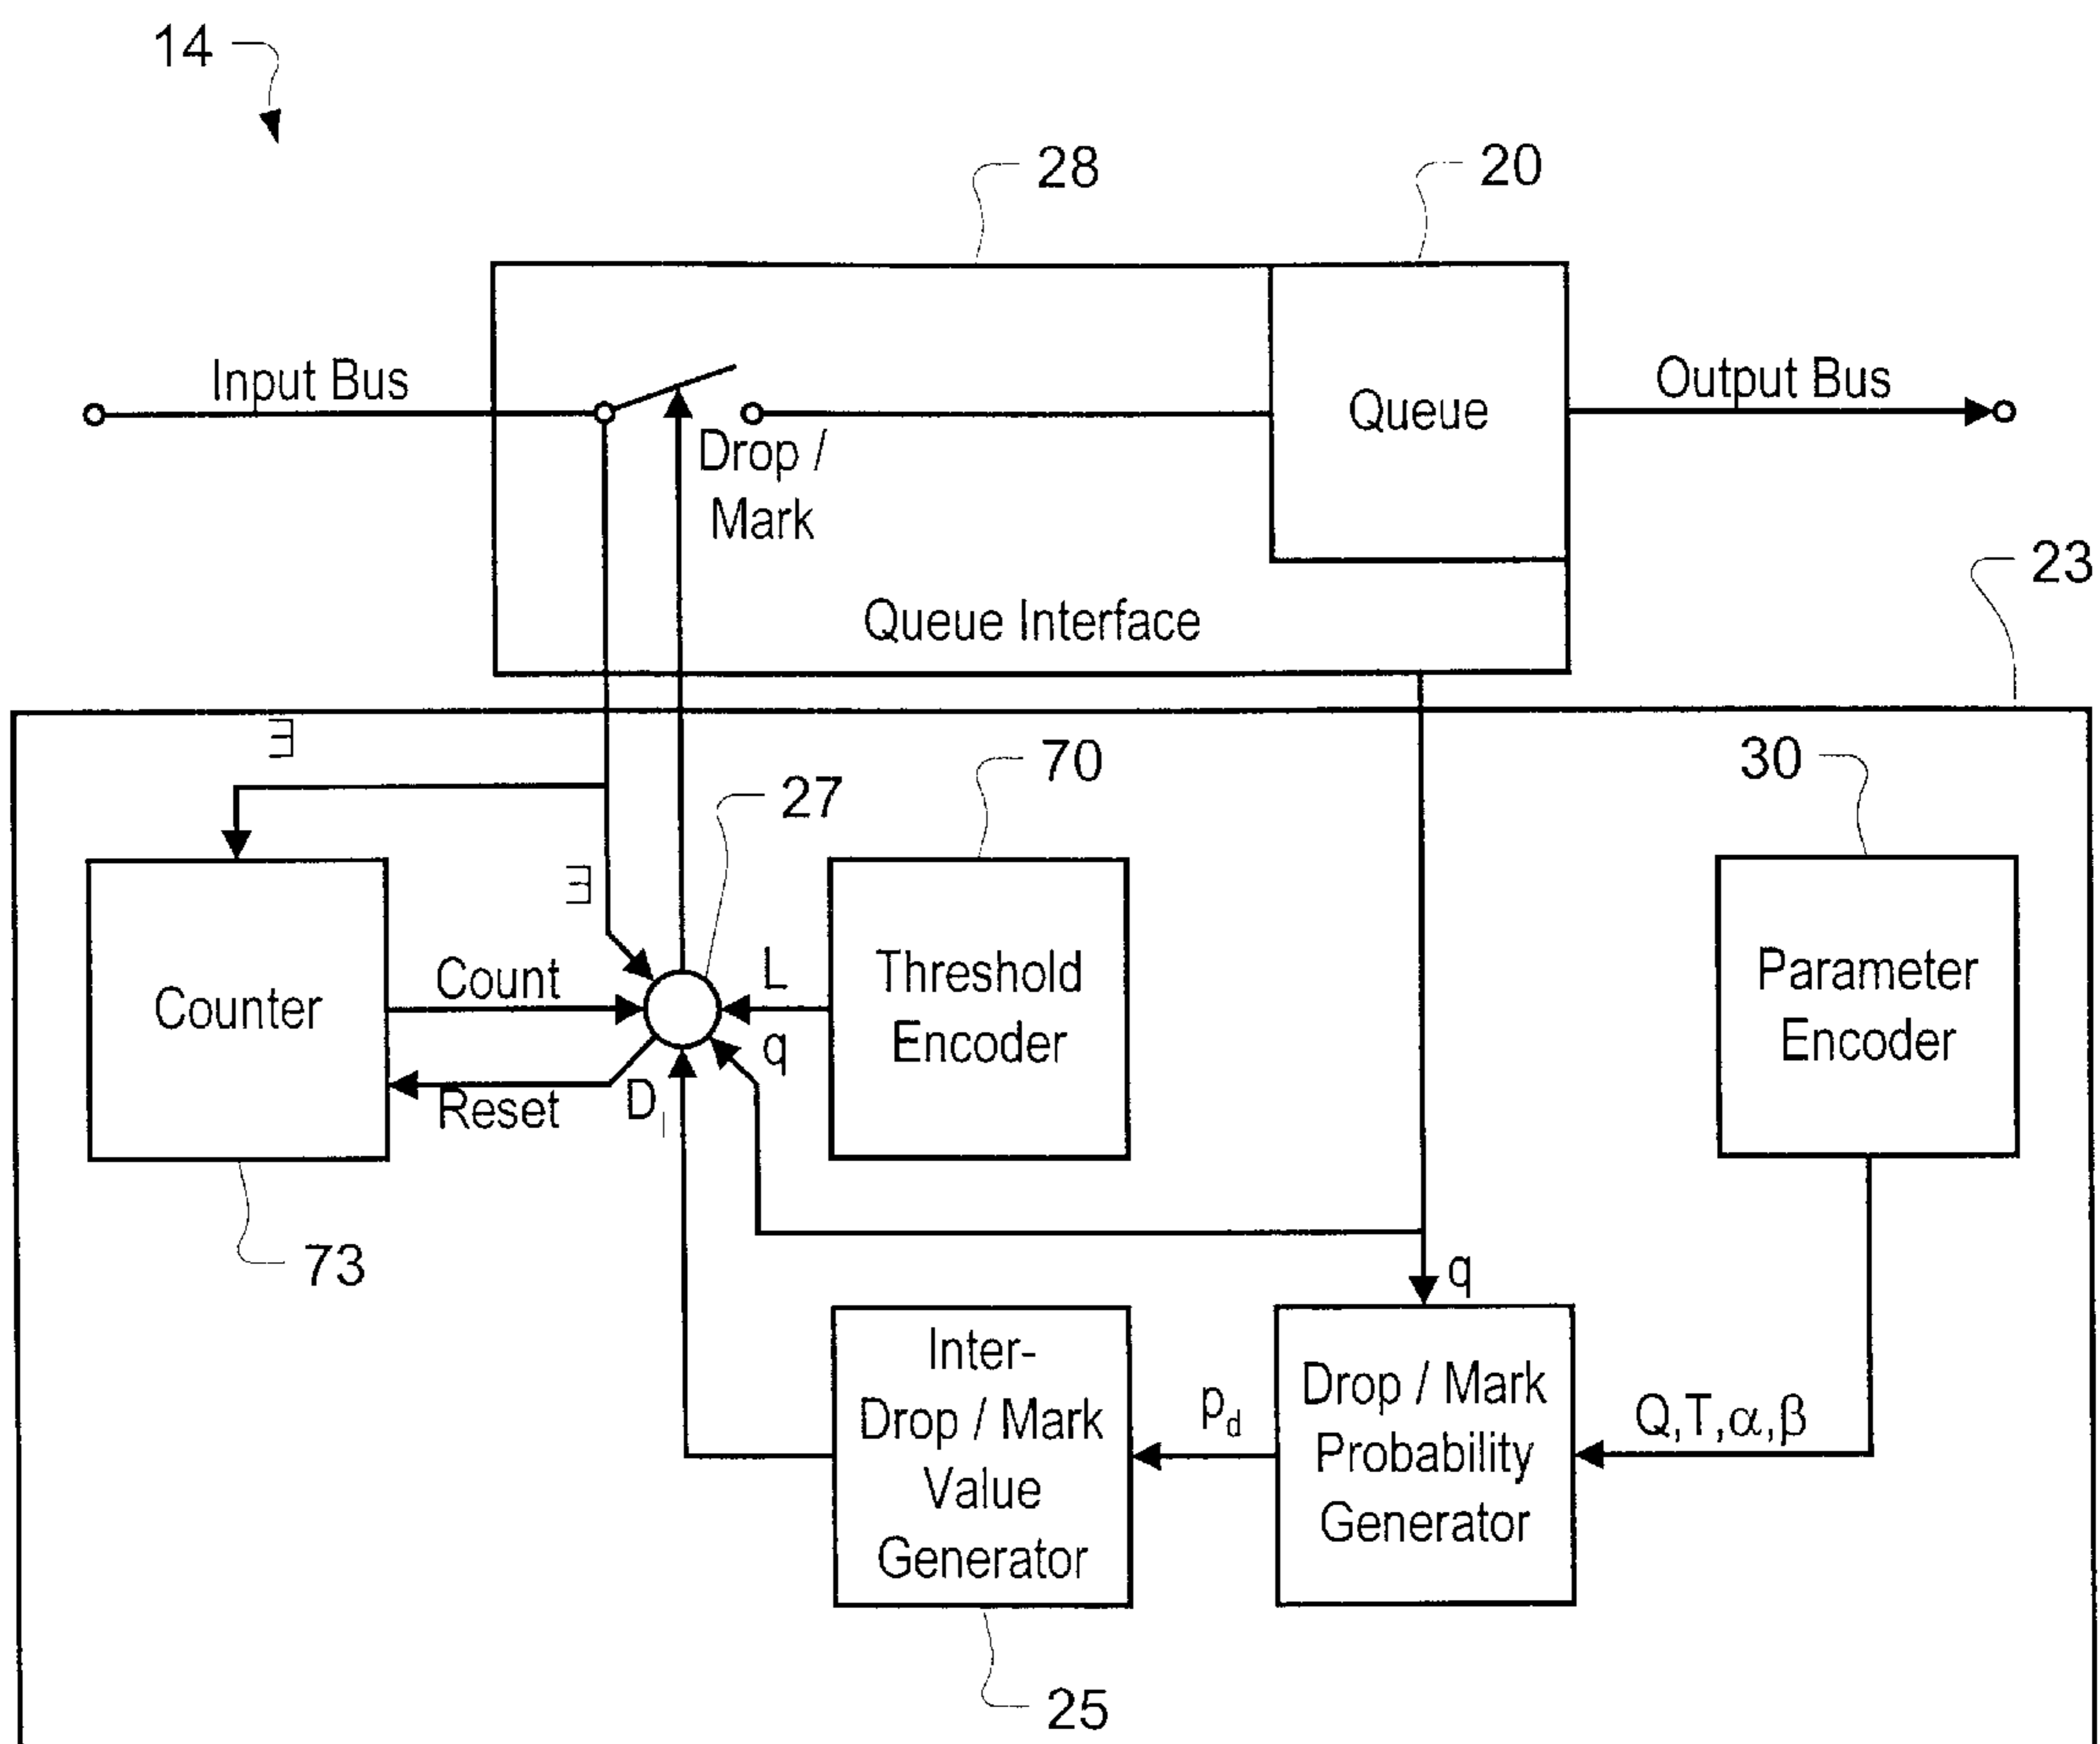 14
28
20
Input Bus
Output Bus
Queue
Drop /
Mark
Queue Interface
23
E
70
30
27
E
Counter
Count
L
Threshold
Encoder
Parameter
Encoder
q
Reset
D
73
q
Inter-
Drop / Mark
Value
Generator
p_d
Drop / Mark
Probability
Generator
Q,T,α,β
25